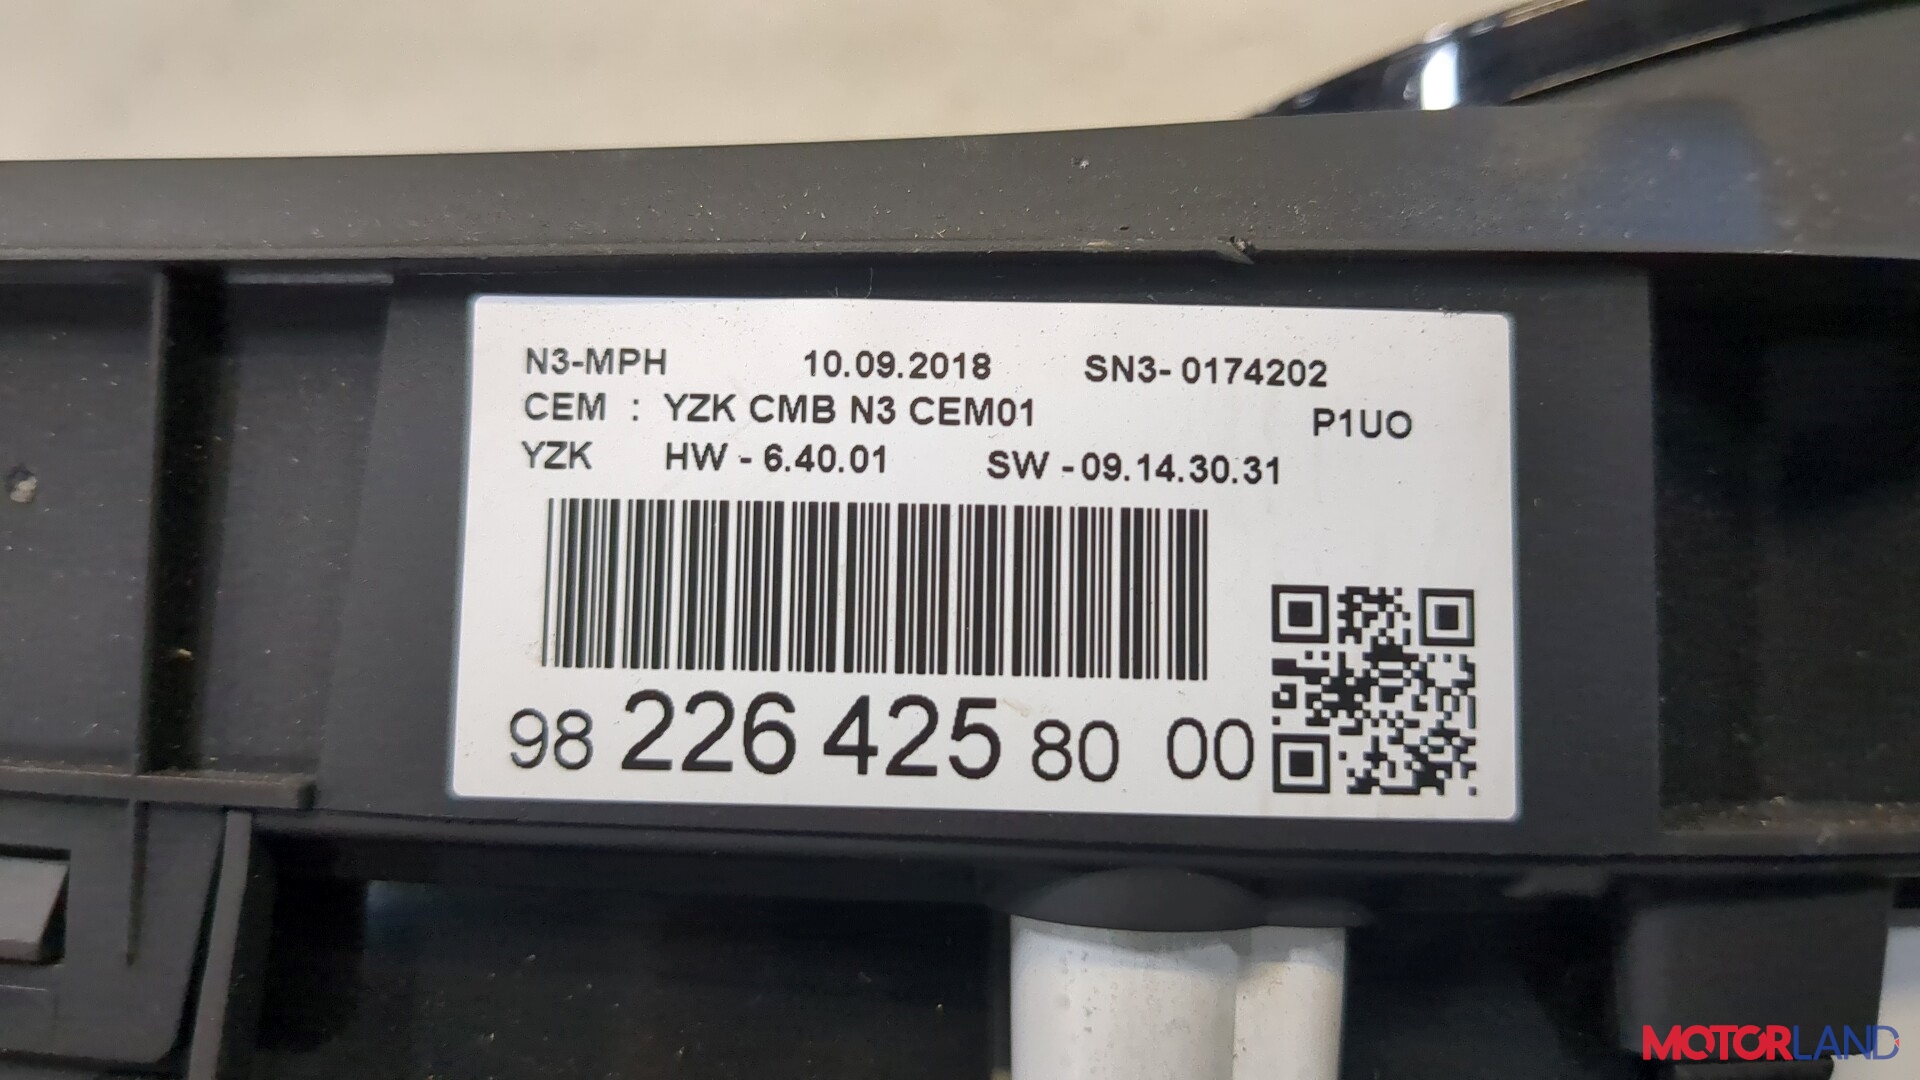 N3-MPH 10.09.2018 SN3- 0174202
CEM : YZK CMB N3 CEM01 P1UO
YZK HW - 6.40.01 SW -09.14.30.31
98 226 425 80 00
MOTORLAND